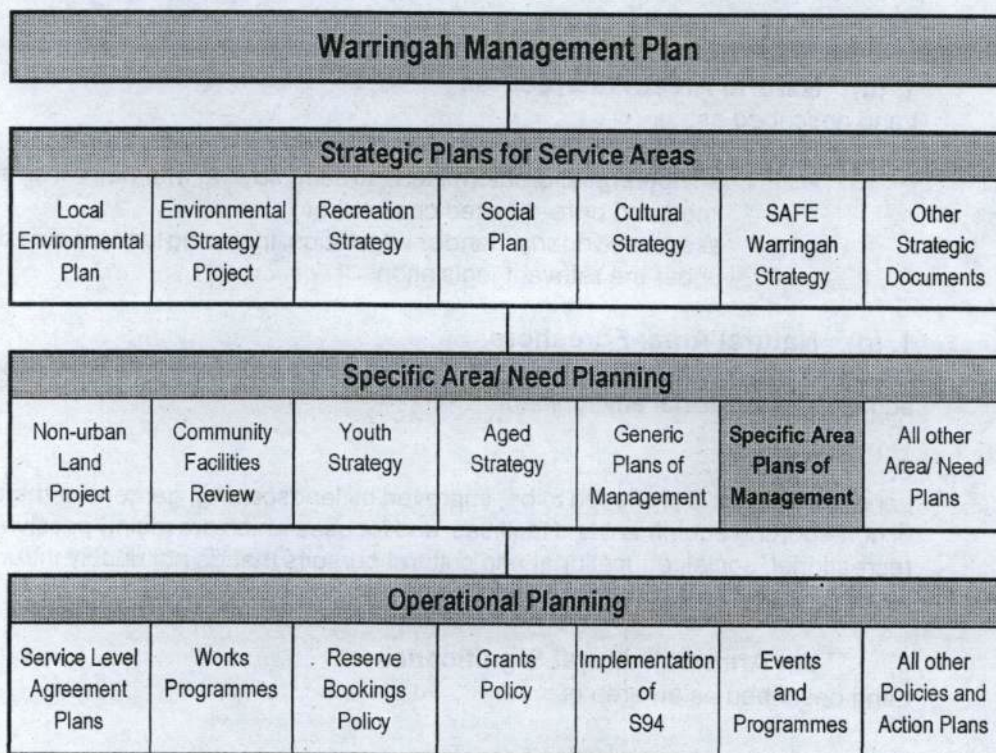 Warringah Management Plan
Strategic Plans for Service Areas
Local
Environmental
Plan
Environmental
Strategy
Project
Recreation
Strategy
Social
Plan
Cultural
Strategy
SAFE
Warringah
Strategy
Other
Strategic
Documents
Specific Area/ Need Planning
Non-urban
Land
Project
Community
Facilities
Review
Youth
Strategy
Aged
Strategy
Generic
Plans of
Management
Specific Area
Plans of
Management
All other
Area/ Need
Plans
Operational Planning
Service Level
Agreement
Plans
Works
Programmes
Reserve
Bookings
Policy
Grants
Policy
Implementation
of
S94
Events
and
Programmes
All other
Policies and
Action Plans